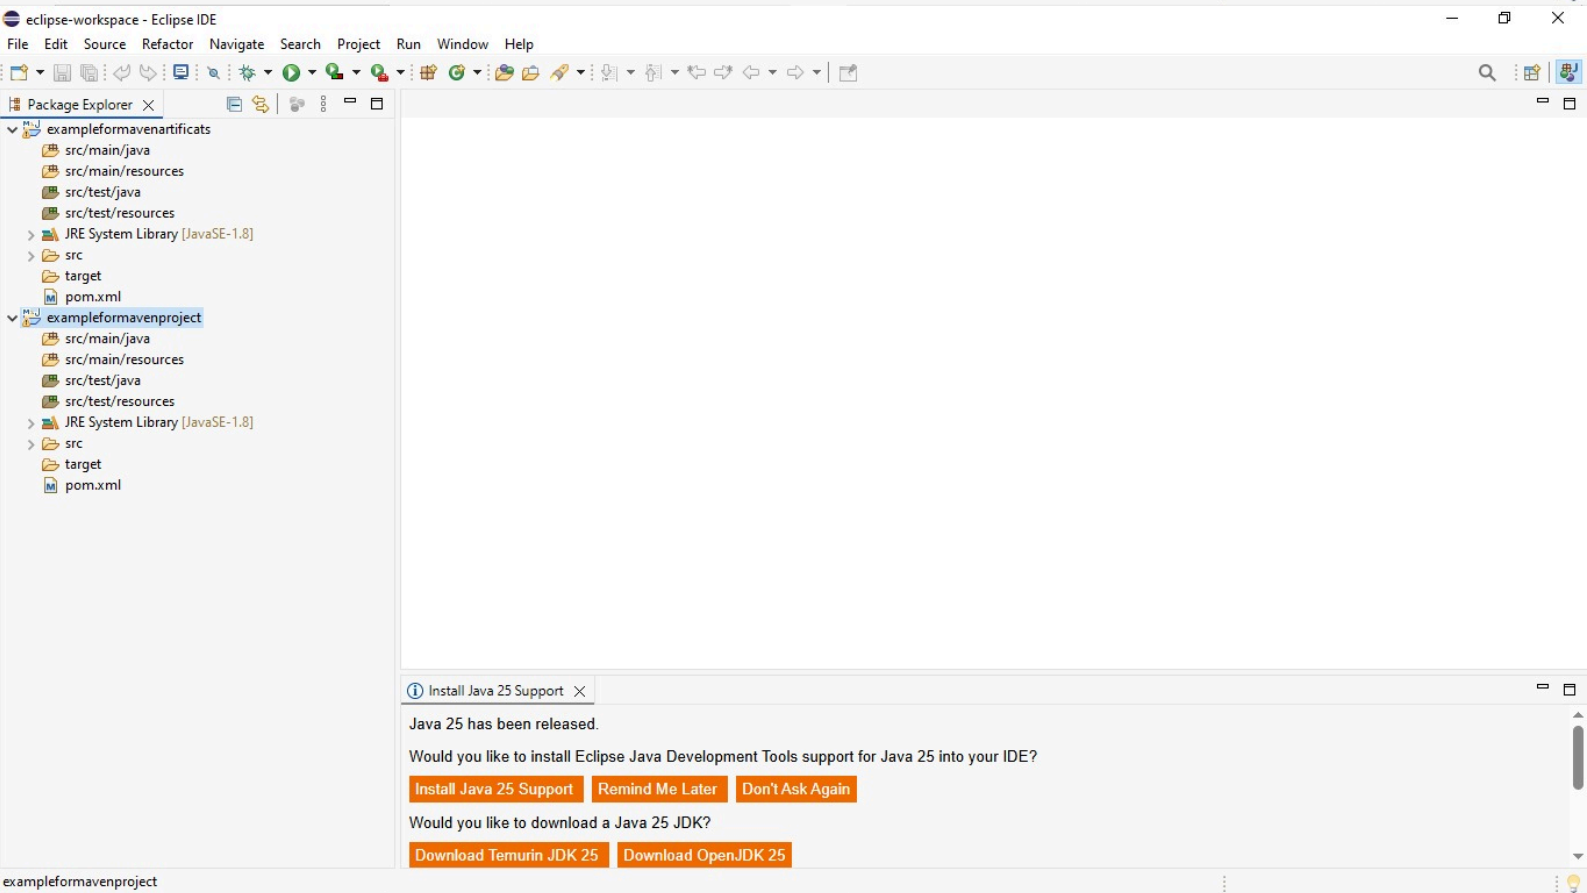 eclipse-workspace - Eclipse IDE
File Edit Source Refactor Navigate Search Project Run Window Help
Package Explorer
exampleformavenartificats
src/main/java
src/main/resources
src/test/java
src/test/resources
JRE System Library [JavaSE-1.8]
src
target
pom.xml
exampleformavenproject
src/main/java
src/main/resources
src/test/java
src/test/resources
JRE System Library [JavaSE-1.8]
src
target
pom.xml
Install Java 25 Support
Java 25 has been released.
Would you like to install Eclipse Java Development Tools support for Java 25 into your IDE?
Install Java 25 Support Remind Me Later Don't Ask Again
Would you like to download a Java 25 JDK?
Download Temurin JDK 25 Download OpenJDK 25
exampleformavenproject